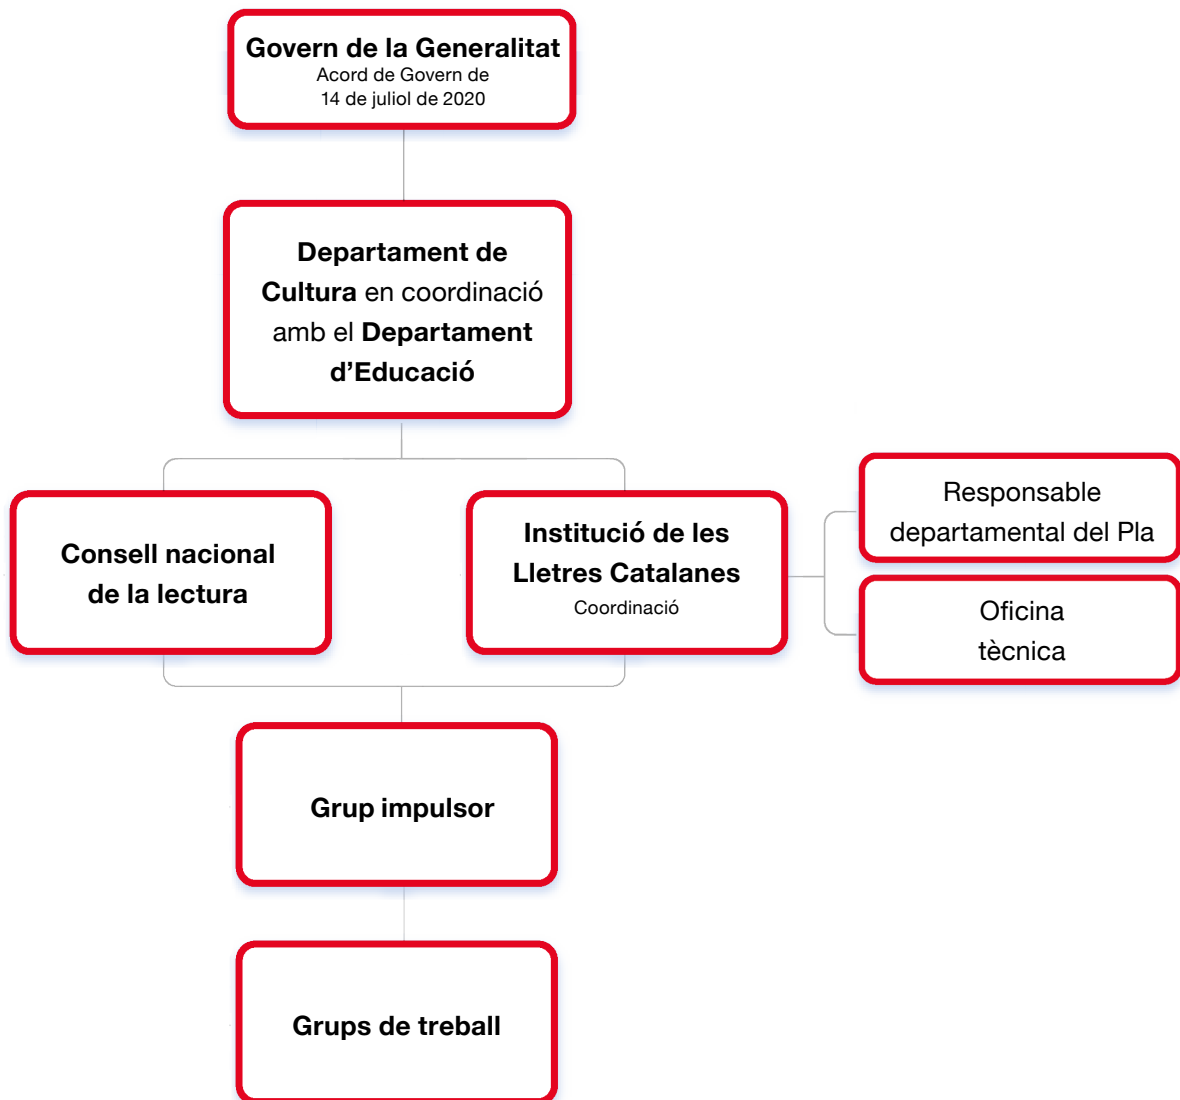 Govern de la Generalitat
Acord de Govern de
14 de juliol de 2020
Departament de
Cultura en coordinació
amb el Departament
d’Educació
Consell nacional
de la lectura
Institució de les
Lletres Catalanes
Coordinació
Responsable
departamental del Pla
Oficina
tècnica
Grup impulsor
Grups de treball